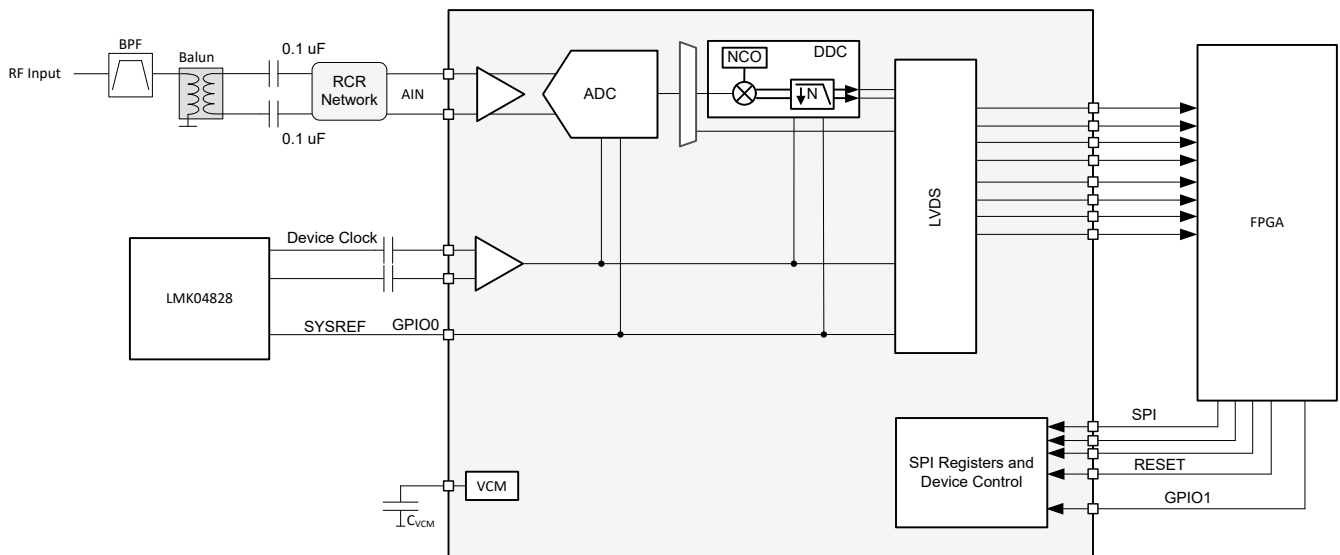 BPF
RF Input
Balun
0.1 uF
0.1 uF
RCR
Network
AIN
ADC
NCO
DDC
N
LVDS
FPGA
Device Clock
LMK04828
SYSREF
GPIO0
VCM
CVCM
SPI Registers and
Device Control
SPI
RESET
GPIO1